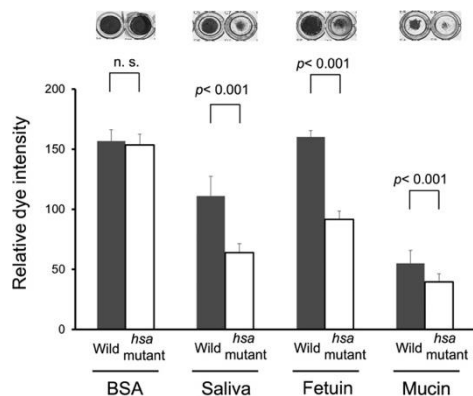 n. s.
p< 0.001
p< 0.001
p< 0.001
Relative dye intensity
200
150
100
50
0
Wild hsa mutant
Wild hsa mutant
Wild hsa mutant
Wild hsa mutant
BSA
Saliva
Fetuin
Mucin